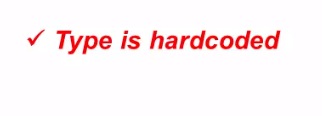 ✓ Type is hardcoded